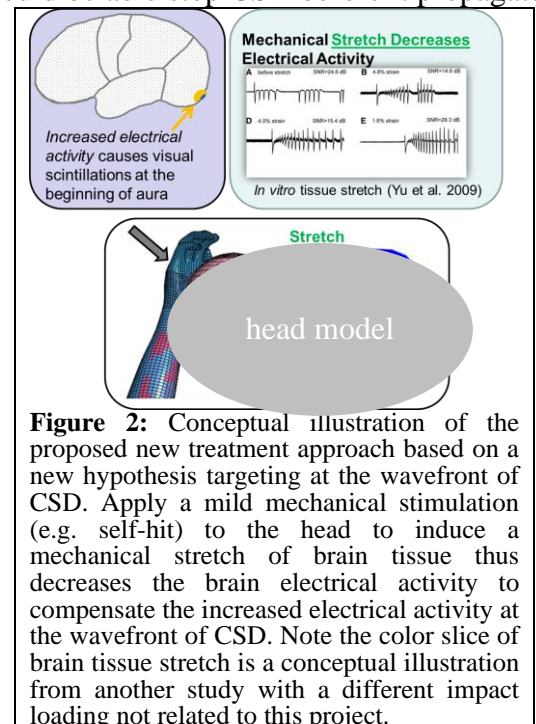 Mechanical Stretch Decreases
Electrical Activity
A before stretch SNR=24.6 dB B 4.8% strain SNR=14.6 dB
D 4.0% strain SNR=15.4 dB E 1.6% strain
Increased electrical
activity causes visual
scintillations at the
beginning of aura
In vitro tissue stretch (Yu et al. 2009)
Stretch
head model
Figure 2: Conceptual illustration of the
proposed new treatment approach based on a
new hypothesis targeting at the wavefront of
CSD. Apply a mild mechanical stimulation
(e.g. self-hit) to the head to induce a
mechanical stretch of brain tissue thus
decreases the brain electrical activity to
compensate the increased electrical activity at
the wavefront of CSD. Note the color slice of
brain tissue stretch is a conceptual illustration
from another study with a different impact
loading not related to this project.